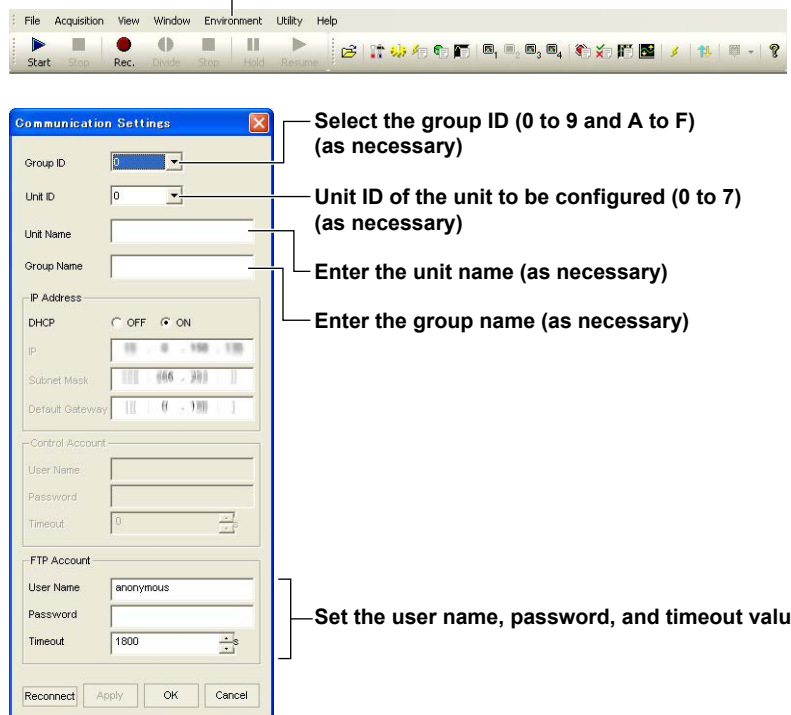 File Acquisition View Window Environment Utility Help
Start Stop Rec. Divide Stop Hold Resume
Communication Settings
Select the group ID (0 to 9 and A to F)
(as necessary)
Group ID 0
Unit ID 0
Unit ID of the unit to be configured (0 to 7)
(as necessary)
Unit Name
Enter the unit name (as necessary)
Group Name
Enter the group name (as necessary)
IP Address
DHCP OFF ON
IP
Subnet Mask
Default Gateway
Control Account
User Name
Password
Timeout 0 s
FTP Account
User Name anonymous
Password
Set the user name, password, and timeout valu
Timeout 1800 s
Reconnect Apply OK Cancel